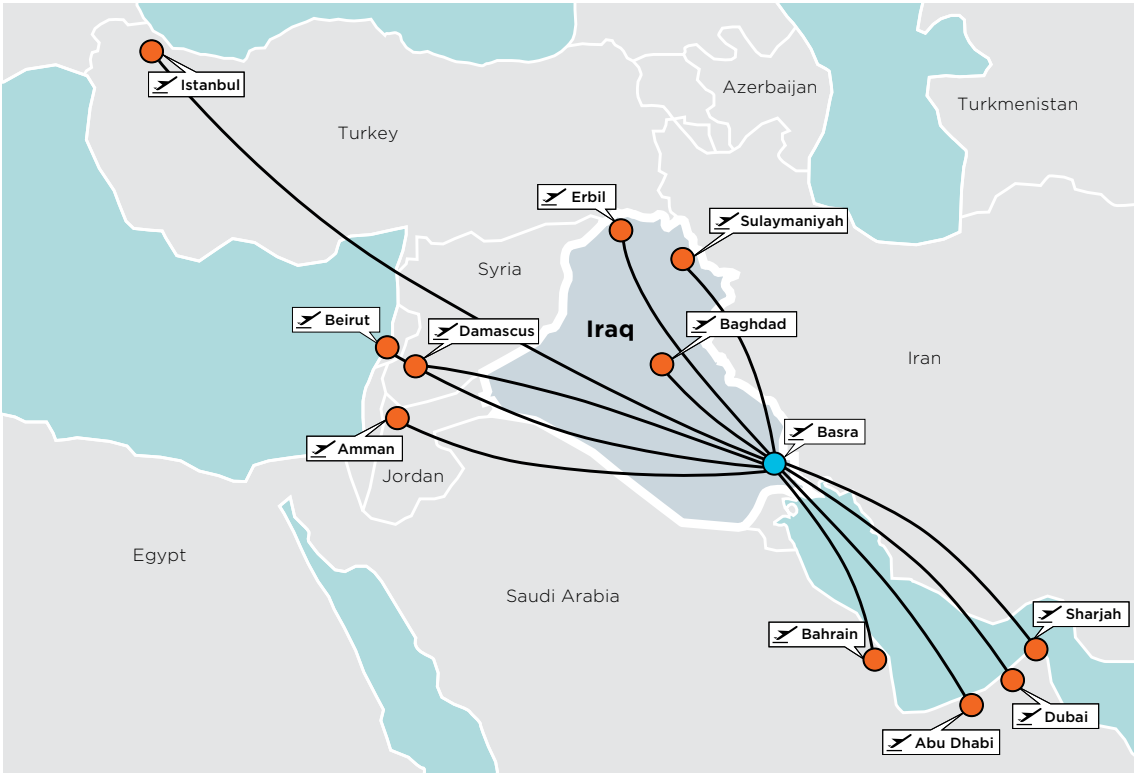 Istanbul
Azerbaijan
Turkmenistan
Turkey
Erbil
Sulaymaniyah
Syria
Beirut
Damascus
Iraq
Baghdad
Iran
Basra
Amman
Jordan
Egypt
Saudi Arabia
Sharjah
Bahrain
Dubai
Abu Dhabi